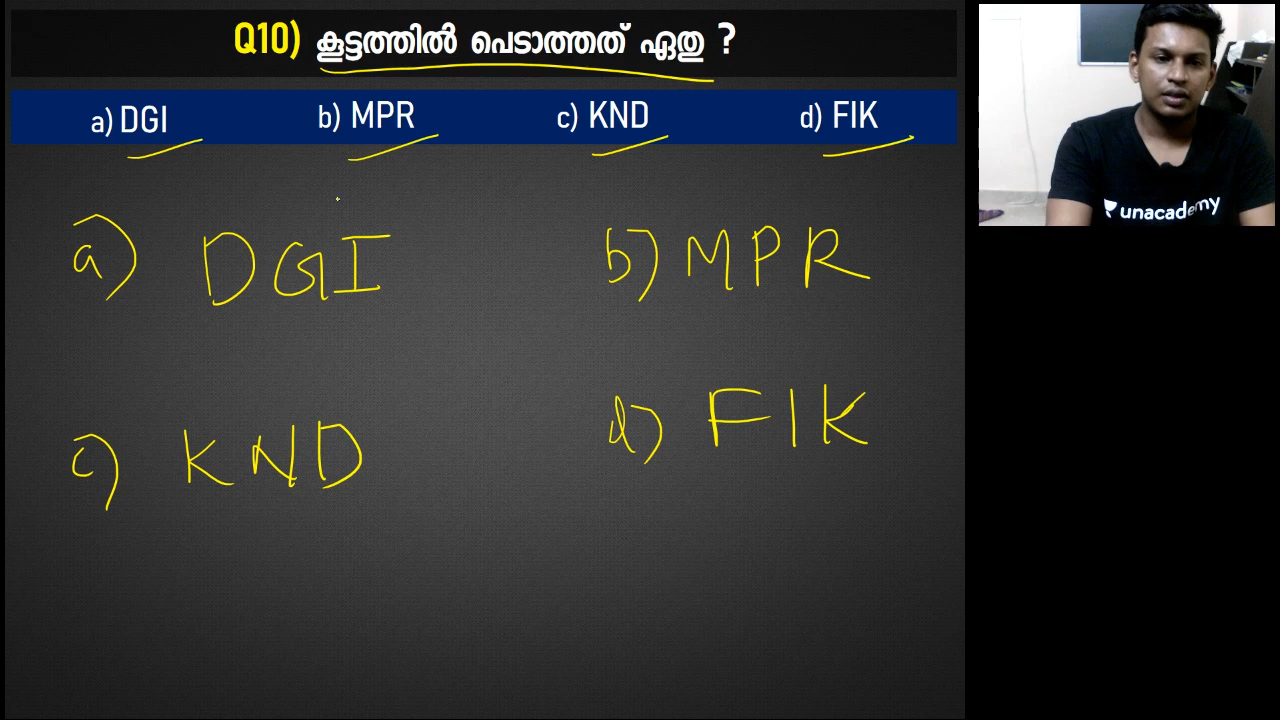 Q10) കൂട്ടത്തിൽ പെടാത്തത് ഏതു ?
a) DGI b) MPR c) KND d) FIK
unacademy
a) DGI b) MPR
c) KND d) FIK